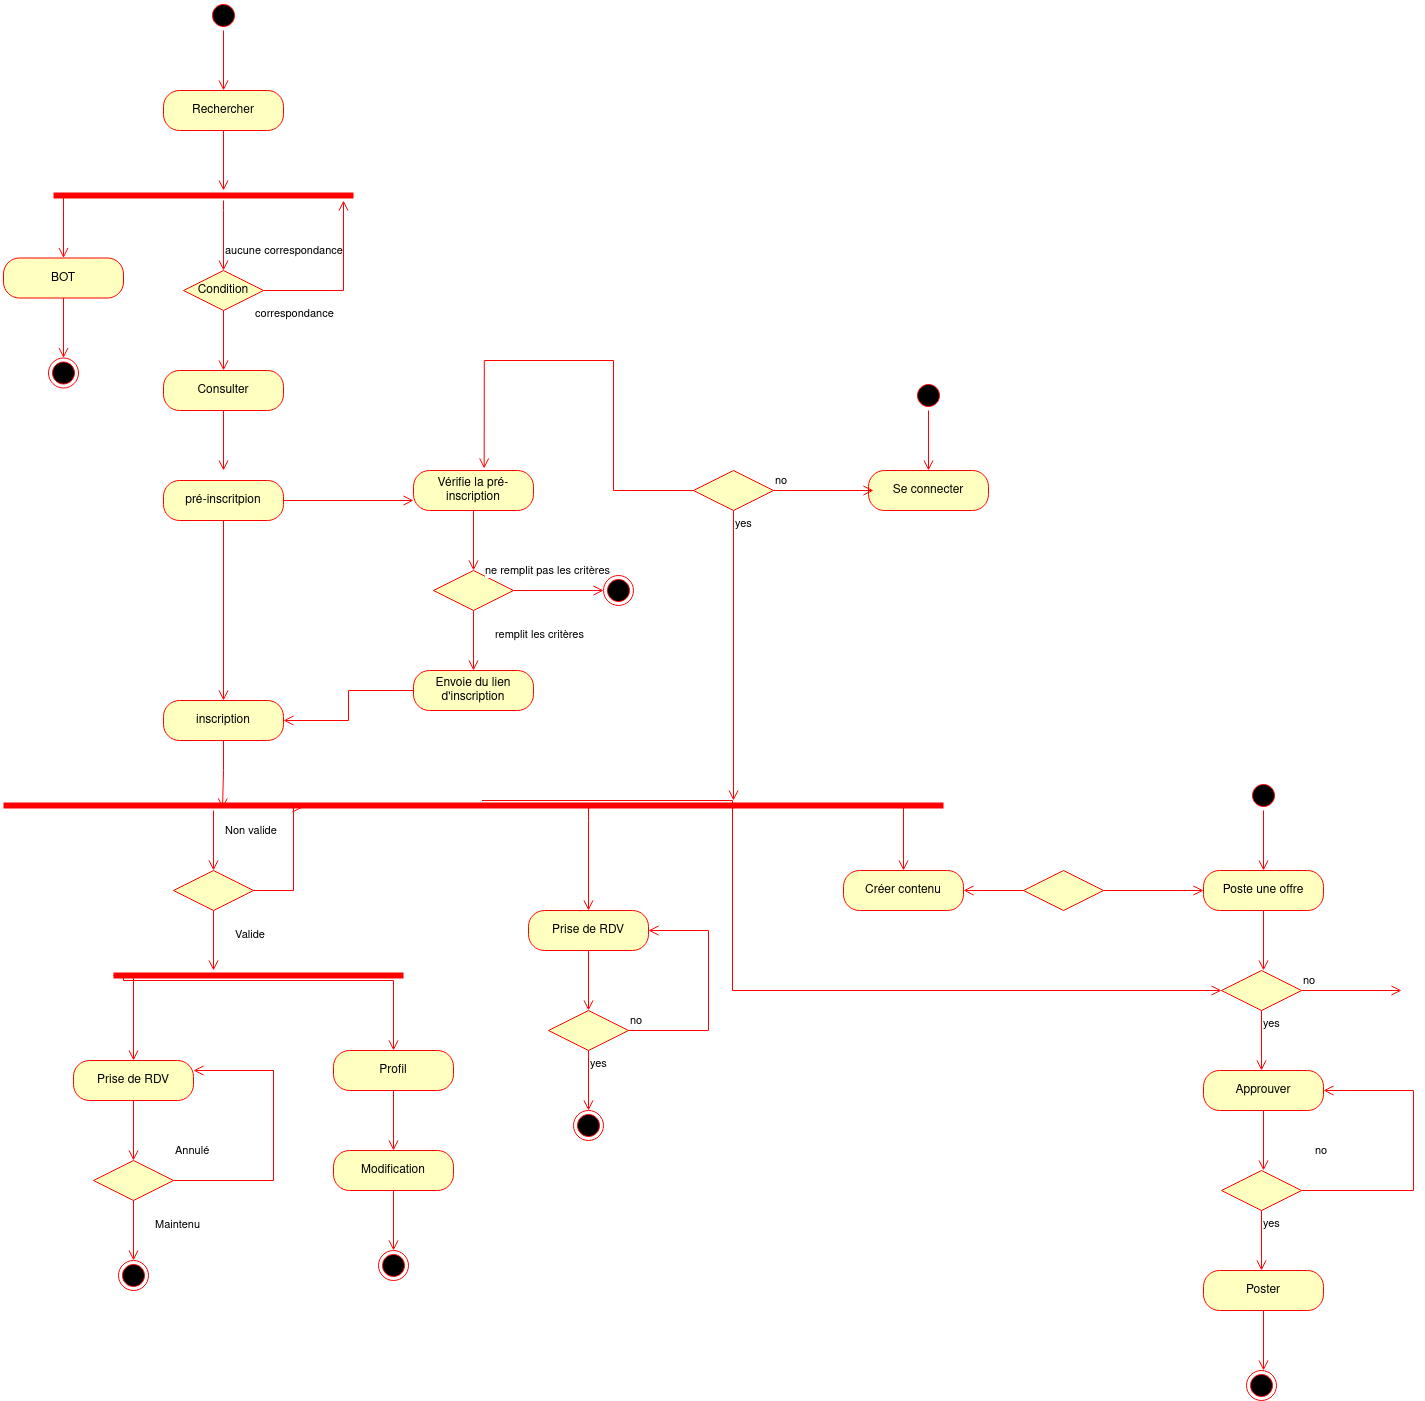 Rechercher
aucune correspondance
BOT
Condition
correspondance
Consulter
Vérifie la pré-
inscription
no
Se connecter
pré-inscritpion
yes
ne remplit pas les critères
remplit les critères
Envoie du lien
d'inscription
inscription
Non valide
Créer contenu
Poste une offre
Valide
Prise de RDV
no
no
yes
yes
Prise de RDV
Profil
Approuver
Annulé
no
Modification
Maintenu
yes
Poster